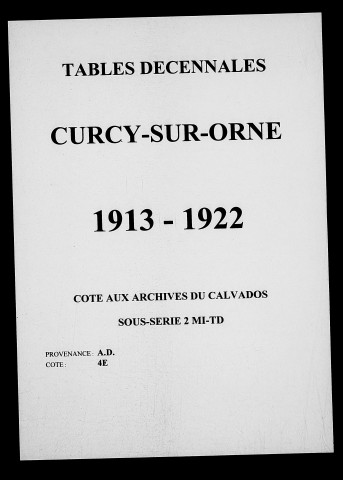 TABLES DECENNALES
CURCY-SUR-ORNE
1913 - 1922
COTE AUX ARCHIVES DU CALVADOS
SOUS-SERIE 2 MI-TD
PROVENANCE : A.D.
COTE : 4E